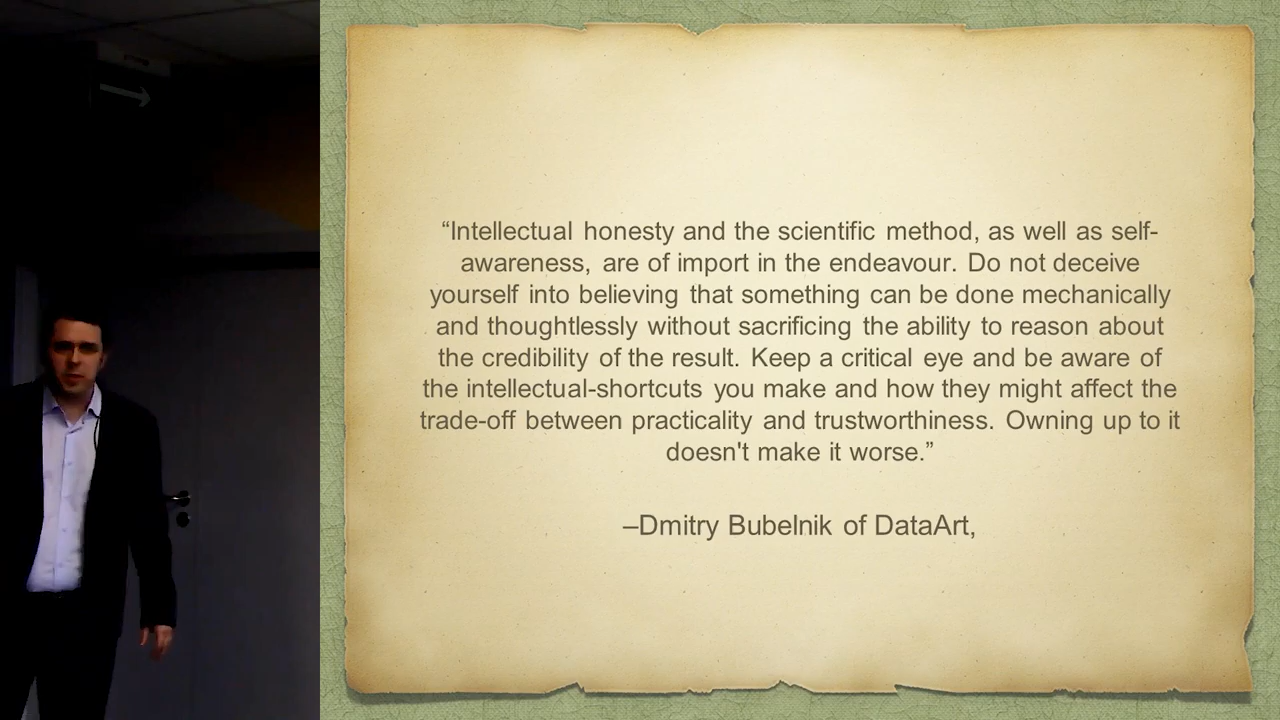 “Intellectual honesty and the scientific method, as well as self-
awareness, are of import in the endeavour. Do not deceive
yourself into believing that something can be done mechanically
and thoughtlessly without sacrificing the ability to reason about
the credibility of the result. Keep a critical eye and be aware of
the intellectual-shortcuts you make and how they might affect the
trade-off between practicality and trustworthiness. Owning up to it
doesn't make it worse.”
–Dmitry Bubelnik of DataArt,